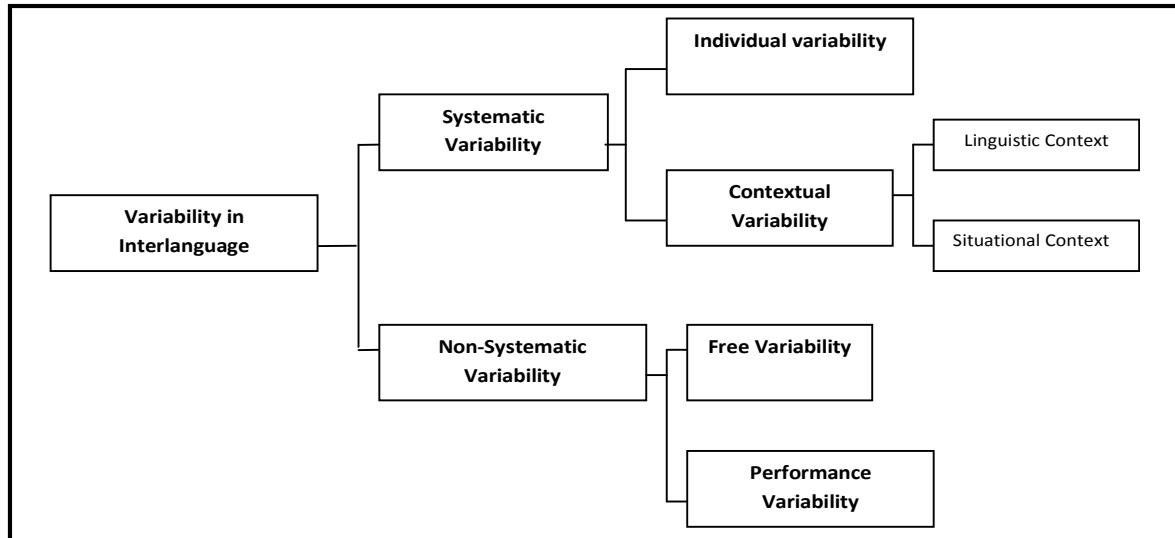 Individual variability
Systematic
Variability
Linguistic Context
Contextual
Variability
Variability in
Interlanguage
Situational Context
Non-Systematic
Variability
Free Variability
Performance
Variability